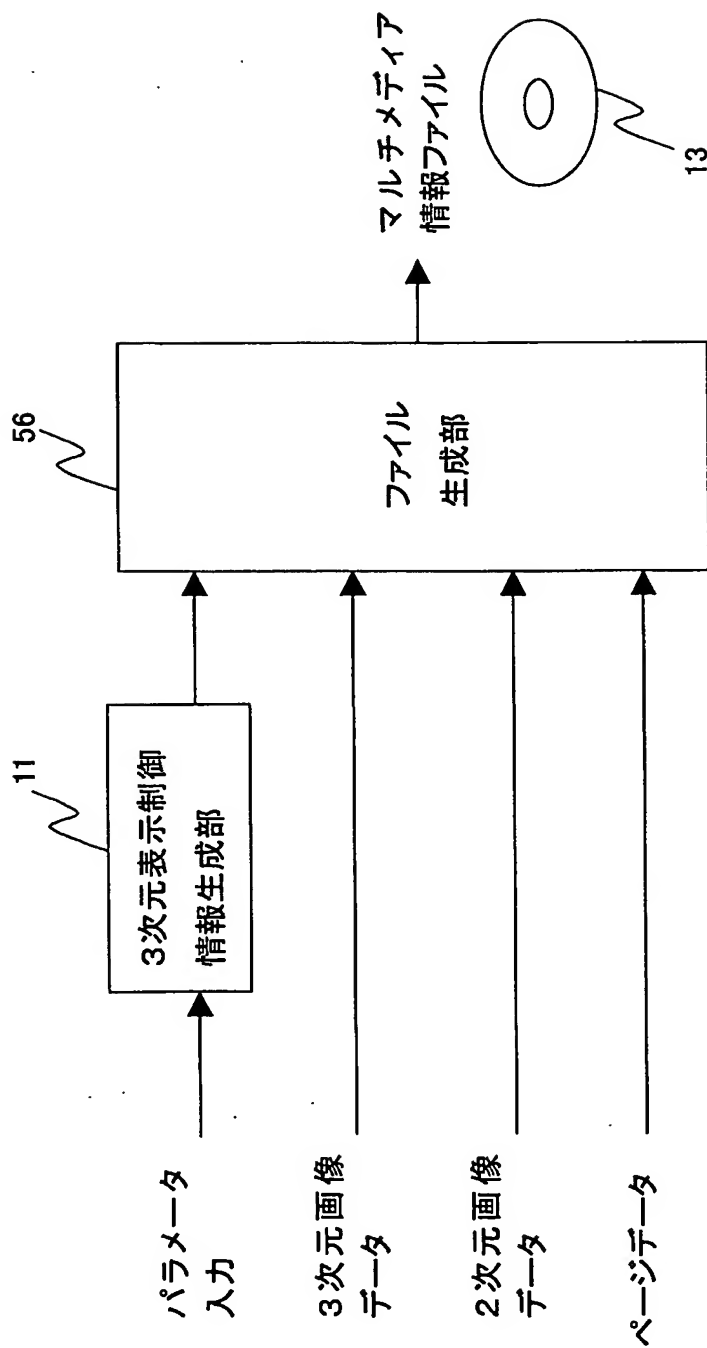 パラメータ
入力
3次元画像
データ
2次元画像
データ
ページデータ
11
3次元表示制御
情報生成部
56
ファイル
生成部
マルチメディア
情報ファイル
13